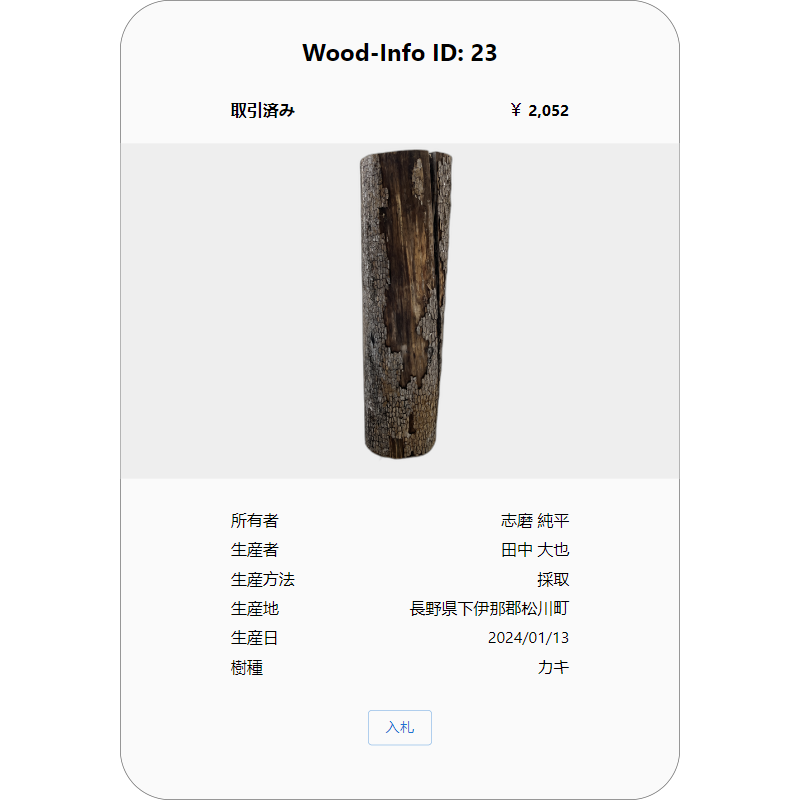 Wood-Info ID: 23
取引済み ￥ 2,052
所有者 志磨 純平
生産者 田中 大也
生産方法 採取
生産地 長野県下伊那郡松川町
生産日 2024/01/13
樹種 カキ
入札